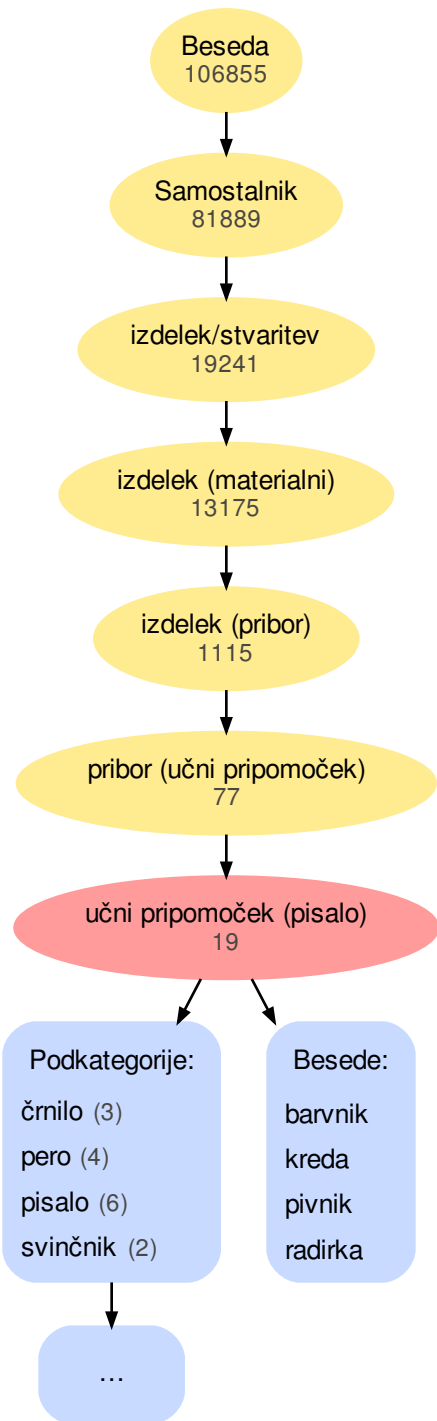 Beseda
106855
Samostalnik
81889
izdelek/stvaritev
19241
izdelek (materialni)
13175
izdelek (pribor)
1115
pribor (učni pripomoček)
77
učni pripomoček (pisalo)
19
Podkategorije:
črnilo (3)
pero (4)
pisalo (6)
svinčnik (2)
Besede:
barvnik
kreda
pivnik
radirka
...